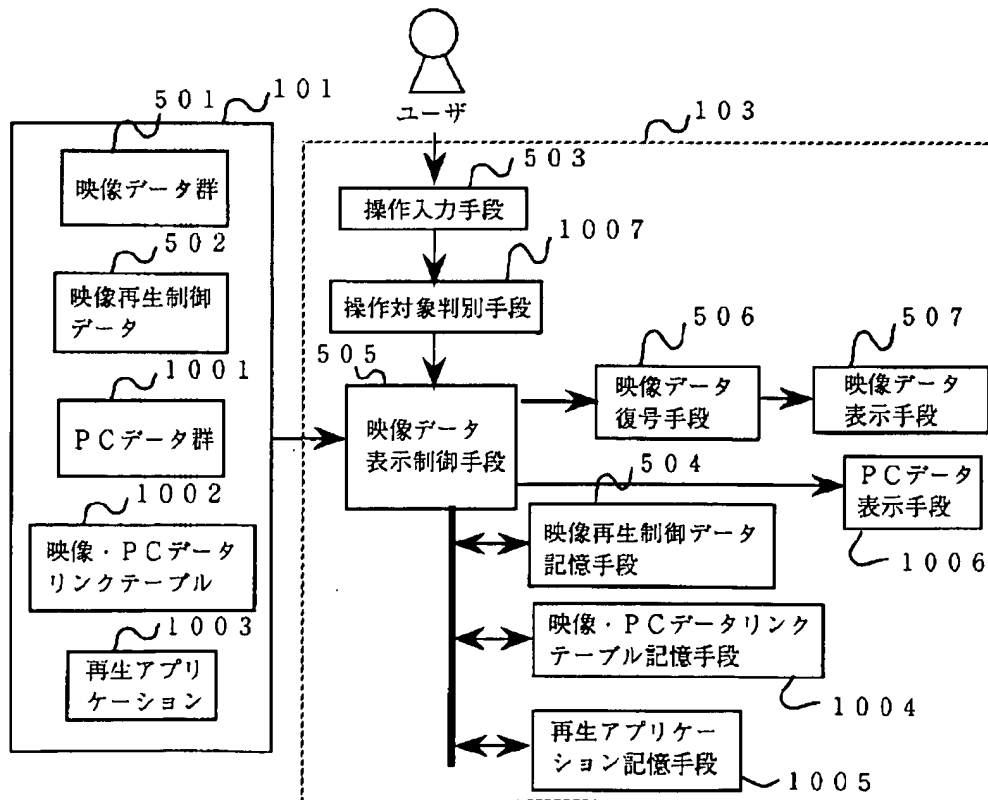 ユーザ
101
501
映像データ群
502
映像再生制御
データ
1001
PCデータ群
1002
映像・PCデータ
リンクテーブル
1003
再生アプリ
ケーション
103
503
操作入力手段
1007
操作対象判別手段
505
映像データ
表示制御手段
506
映像データ
復号手段
507
映像データ
表示手段
PCデータ
表示手段
1006
504
映像再生制御データ
記憶手段
映像・PCデータリンク
テーブル記憶手段
1004
再生アプリケー
ション記憶手段
1005